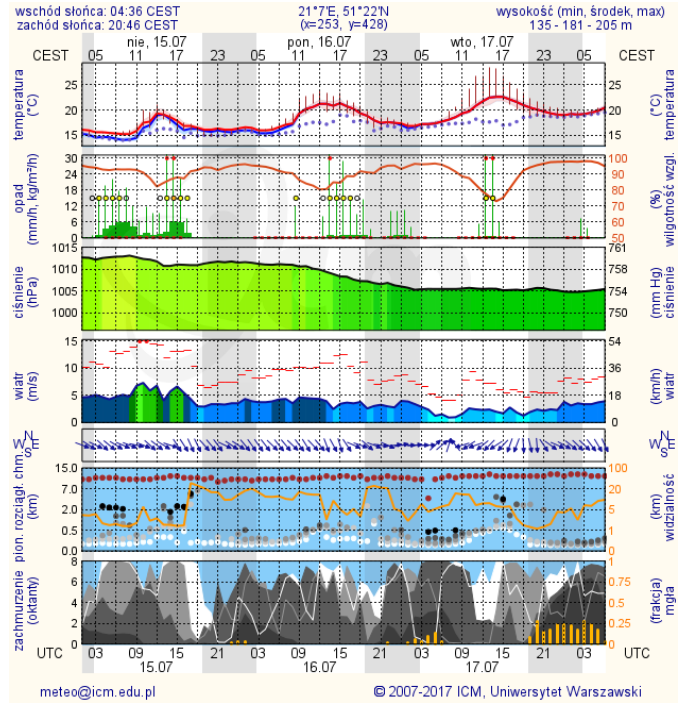 wschód słońca: 04:36 CEST 21°7'E, 51°22'N wysokość (min, środek, max)
zachód słońca: 20:46 CEST (x=253, y=428) 135 - 181 - 205 m
nie, 15.07 pon, 16.07 wto, 17.07
CEST 05 11 17 23 05 11 17 23 05 11 17 23 05 CEST
temperatura (°C) 25 20 15 25 20 15 temperatura (°C)
opad (mm/h, kg/m²/h) 30 24 18 12 6 0 100 90 80 70 60 50 wilgotność wzgl. (%)
ciśnienie (hPa) 1015 1010 1005 1000 761 758 754 750 ciśnienie (mm Hg)
wiatr (m/s) 15 10 5 0 54 36 18 0 wiatr (km/h)
N W E S N W E S
pion. rozciągł. chm. (km) 15.0 7.0 2.0 0.5 0.0 100 20 5 1 0 widzialność (km)
zachmurzenie (oktanty) 8 6 4 2 0 1 0.75 0.5 0.25 0 (frakcja) mgła
UTC 03 09 15 21 03 09 15 21 03 09 15 21 03 UTC
15.07 16.07 17.07
meteo@icm.edu.pl © 2007-2017 ICM, Uniwersytet Warszawski